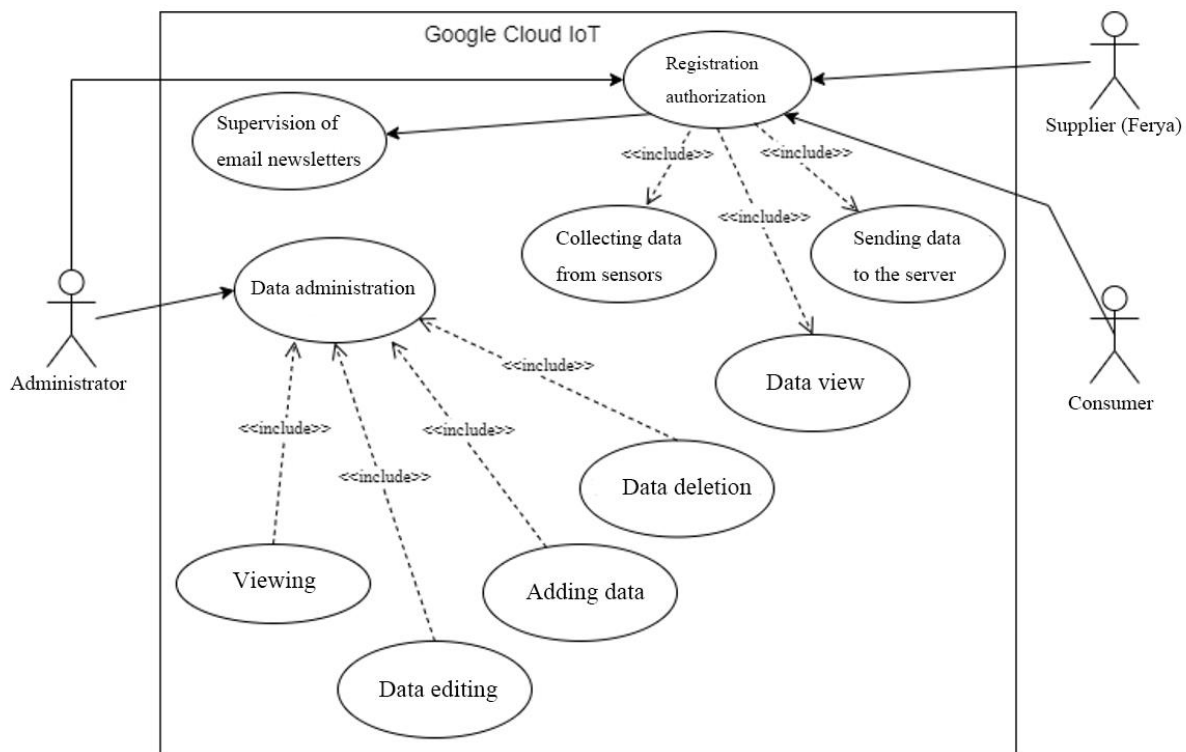 Google Cloud IoT
Registration
authorization
Supplier (Ferya)
Supervision of
email newsletters
<<include>>
<<include>>
<<include>>
Collecting data
from sensors
Sending data
to the server
Data administration
Administrator
<<include>>
Data view
Consumer
<<include>>
<<include>>
<<include>>
Data deletion
Viewing
Adding data
Data editing